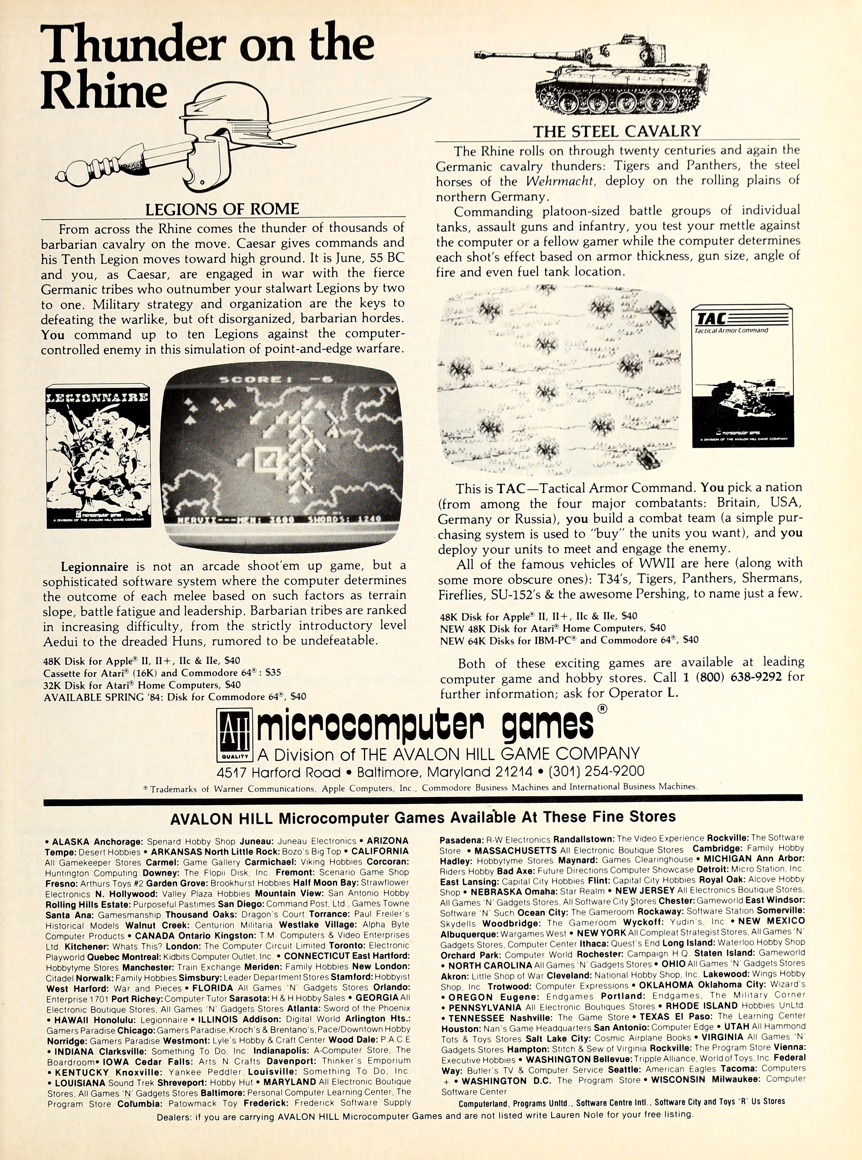 Thunder on the
Rhine
LEGIONS OF ROME
From across the Rhine comes the thunder of thousands of
barbarian cavalry on the move. Caesar gives commands and
his Tenth Legion moves toward high ground. It is June, 55 BC
and you, as Caesar, are engaged in war with the fierce
Germanic tribes who outnumber your stalwart Legions by two
to one. Military strategy and organization are the keys to
defeating the warlike, but oft disorganized, barbarian hordes.
You command up to ten Legions against the computer-
controlled enemy in this simulation of point-and-edge warfare.
LEGIONNAIRE
microcomputer games
A DIVISION OF THE AVALON HILL GAME COMPANY
SCORE: -6
MERVII---MEN: 3600 SWORDS: 1240
Legionnaire is not an arcade shoot'em up game, but a
sophisticated software system where the computer determines
the outcome of each melee based on such factors as terrain
slope, battle fatigue and leadership. Barbarian tribes are ranked
in increasing difficulty, from the strictly introductory level
Aedui to the dreaded Huns, rumored to be undefeatable.
48K Disk for Apple® II, II+, IIc & IIe, $40
Cassette for Atari® (16K) and Commodore 64®: $35
32K Disk for Atari® Home Computers, $40
AVAILABLE SPRING '84: Disk for Commodore 64®, $40
THE STEEL CAVALRY
The Rhine rolls on through twenty centuries and again the
Germanic cavalry thunders: Tigers and Panthers, the steel
horses of the Wehrmacht, deploy on the rolling plains of
northern Germany.
Commanding platoon-sized battle groups of individual
tanks, assault guns and infantry, you test your mettle against
the computer or a fellow gamer while the computer determines
each shot's effect based on armor thickness, gun size, angle of
fire and even fuel tank location.
TAC
Tactical Armor Command
microcomputer games
A DIVISION OF THE AVALON HILL GAME COMPANY
This is TAC—Tactical Armor Command. You pick a nation
(from among the four major combatants: Britain, USA,
Germany or Russia), you build a combat team (a simple pur-
chasing system is used to "buy" the units you want), and you
deploy your units to meet and engage the enemy.
All of the famous vehicles of WWII are here (along with
some more obscure ones): T34's, Tigers, Panthers, Shermans,
Fireflies, SU-152's & the awesome Pershing, to name just a few.
48K Disk for Apple® II, II+, IIc & IIe, $40
NEW 48K Disk for Atari® Home Computers, $40
NEW 64K Disks for IBM-PC® and Commodore 64®, $40
Both of these exciting games are available at leading
computer game and hobby stores. Call 1 (800) 638-9292 for
further information; ask for Operator L.
AH
QUALITY
microcomputer games®
A Division of THE AVALON HILL GAME COMPANY
4517 Harford Road • Baltimore, Maryland 21214 • (301) 254-9200
®Trademarks of Warner Communications, Apple Computers, Inc., Commodore Business Machines and International Business Machines.
AVALON HILL Microcomputer Games Available At These Fine Stores
• ALASKA Anchorage: Spenard Hobby Shop Juneau: Juneau Electronics • ARIZONA
Tempe: Desert Hobbies • ARKANSAS North Little Rock: Bozo's Big Top • CALIFORNIA
All Gamekeeper Stores Carmel: Game Gallery Carmichael: Viking Hobbies Corcoran:
Huntington Computing Downey: The Flopii Disk, Inc Fremont: Scenario Game Shop
Fresno: Arthurs Toys #2 Garden Grove: Brookhurst Hobbies Half Moon Bay: Strawflower
Electronics N. Hollywood: Valley Plaza Hobbies Mountain View: San Antonio Hobby
Rolling Hills Estate: Purposeful Pastimes San Diego: Command Post, Ltd., Games Towne
Santa Ana: Gamesmanship Thousand Oaks: Dragon's Court Torrance: Paul Freiler's
Historical Models Walnut Creek: Centurion Militaria Westlake Village: Alpha Byte
Computer Products • CANADA Ontario Kingston: T.M. Computers & Video Enterprises
Ltd. Kitchener: Whats This? London: The Computer Circuit Limited Toronto: Electronic
Playworld Quebec Montreal: Kidbits Computer Outlet, Inc. • CONNECTICUT East Hartford:
Hobbytyme Stores Manchester: Train Exchange Meriden: Family Hobbies New London:
Citadel Norwalk: Family Hobbies Simsbury: Leader Department Stores Stamford: Hobbyist
West Harford: War and Pieces • FLORIDA All Games 'N' Gadgets Stores Orlando:
Enterprise 1701 Port Richey: Computer Tutor Sarasota: H & H Hobby Sales • GEORGIA All
Electronic Boutique Stores, All Games 'N' Gadgets Stores Atlanta: Sword of the Phoenix
• HAWAII Honolulu: Legionnaire • ILLINOIS Addison: Digital World Arlington Hts.:
Gamers Paradise Chicago: Gamers Paradise, Kroch's & Brentano's, Pace/Downtown Hobby
Norridge: Gamers Paradise Westmont: Lyle's Hobby & Craft Center Wood Dale: P.A.C.E
• INDIANA Clarksville: Something To Do, Inc Indianapolis: A-Computer Store, The
Boardroom • IOWA Cedar Falls: Arts N Crafts Davenport: Thinker's Emporium
• KENTUCKY Knoxville: Yankee Peddler Louisville: Something To Do, Inc
• LOUISIANA Sound Trek Shreveport: Hobby Hut • MARYLAND All Electronic Boutique
Stores, All Games 'N' Gadgets Stores Baltimore: Personal Computer Learning Center, The
Program Store Columbia: Patowmack Toy Frederick: Frederick Software Supply
Pasadena: R-W Electronics Randallstown: The Video Experience Rockville: The Software
Store • MASSACHUSETTS All Electronic Boutique Stores Cambridge: Family Hobby
Hadley: Hobbytyme Stores Maynard: Games Clearinghouse • MICHIGAN Ann Arbor:
Riders Hobby Bad Axe: Future Directions Computer Showcase Detroit: Micro Station, Inc.
East Lansing: Capital City Hobbies Flint: Capital City Hobbies Royal Oak: Alcove Hobby
Shop • NEBRASKA Omaha: Star Realm • NEW JERSEY All Electronics Boutique Stores,
All Games 'N' Gadgets Stores, All Software City Stores Chester: Gameworld East Windsor:
Software 'N' Such Ocean City: The Gameroom Rockaway: Software Station Somerville:
Skydells Woodbridge: The Gameroom Wyckoff: Yudin's, Inc. • NEW MEXICO
Albuquerque: Wargames West • NEW YORK All Compleat Strategist Stores, All Games 'N'
Gadgets Stores, Computer Center Ithaca: Quest's End Long Island: Waterloo Hobby Shop
Orchard Park: Computer World Rochester: Campaign H.Q. Staten Island: Gameworld
• NORTH CAROLINA All Games 'N' Gadgets Stores • OHIO All Games 'N' Gadgets Stores
Akron: Little Shop of War Cleveland: National Hobby Shop, Inc Lakewood: Wings Hobby
Shop, Inc Trotwood: Computer Expressions • OKLAHOMA Oklahoma City: Wizard's
• OREGON Eugene: Endgames Portland: Endgames, The Military Corner
• PENNSYLVANIA All Electronic Boutiques Stores • RHODE ISLAND Hobbies UnLtd.
• TENNESSEE Nashville: The Game Store • TEXAS El Paso: The Learning Center
Houston: Nan's Game Headquarters San Antonio: Computer Edge • UTAH All Hammond
Tots & Toys Stores Salt Lake City: Cosmic Airplane Books • VIRGINIA All Games 'N'
Gadgets Stores Hampton: Stitch & Sew of Virginia Rockville: The Program Store Vienna:
Executive Hobbies • WASHINGTON Bellevue: Tripple Alliance, World of Toys, Inc. Federal
Way: Butler's TV & Computer Service Seattle: American Eagles Tacoma: Computers
+ • WASHINGTON D.C. The Program Store • WISCONSIN Milwaukee: Computer
Software Center
Computerland, Programs Unltd., Software Centre Intl., Software City and Toys 'R' Us Stores
Dealers: if you are carrying AVALON HILL Microcomputer Games and are not listed write Lauren Nole for your free listing.